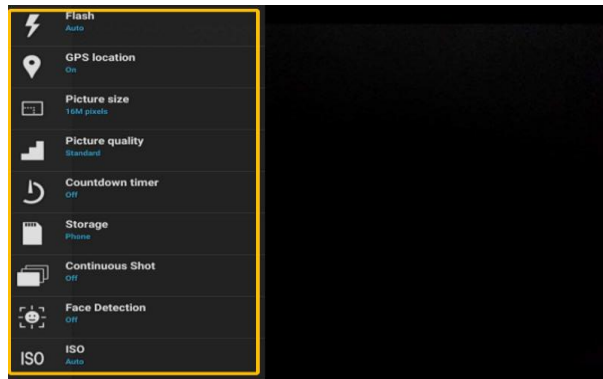 Flash
Auto
GPS location
On
Picture size
16M pixels
Picture quality
Standard
Countdown timer
Off
Storage
Phone
Continuous Shot
Off
Face Detection
Off
ISO
ISO
Auto